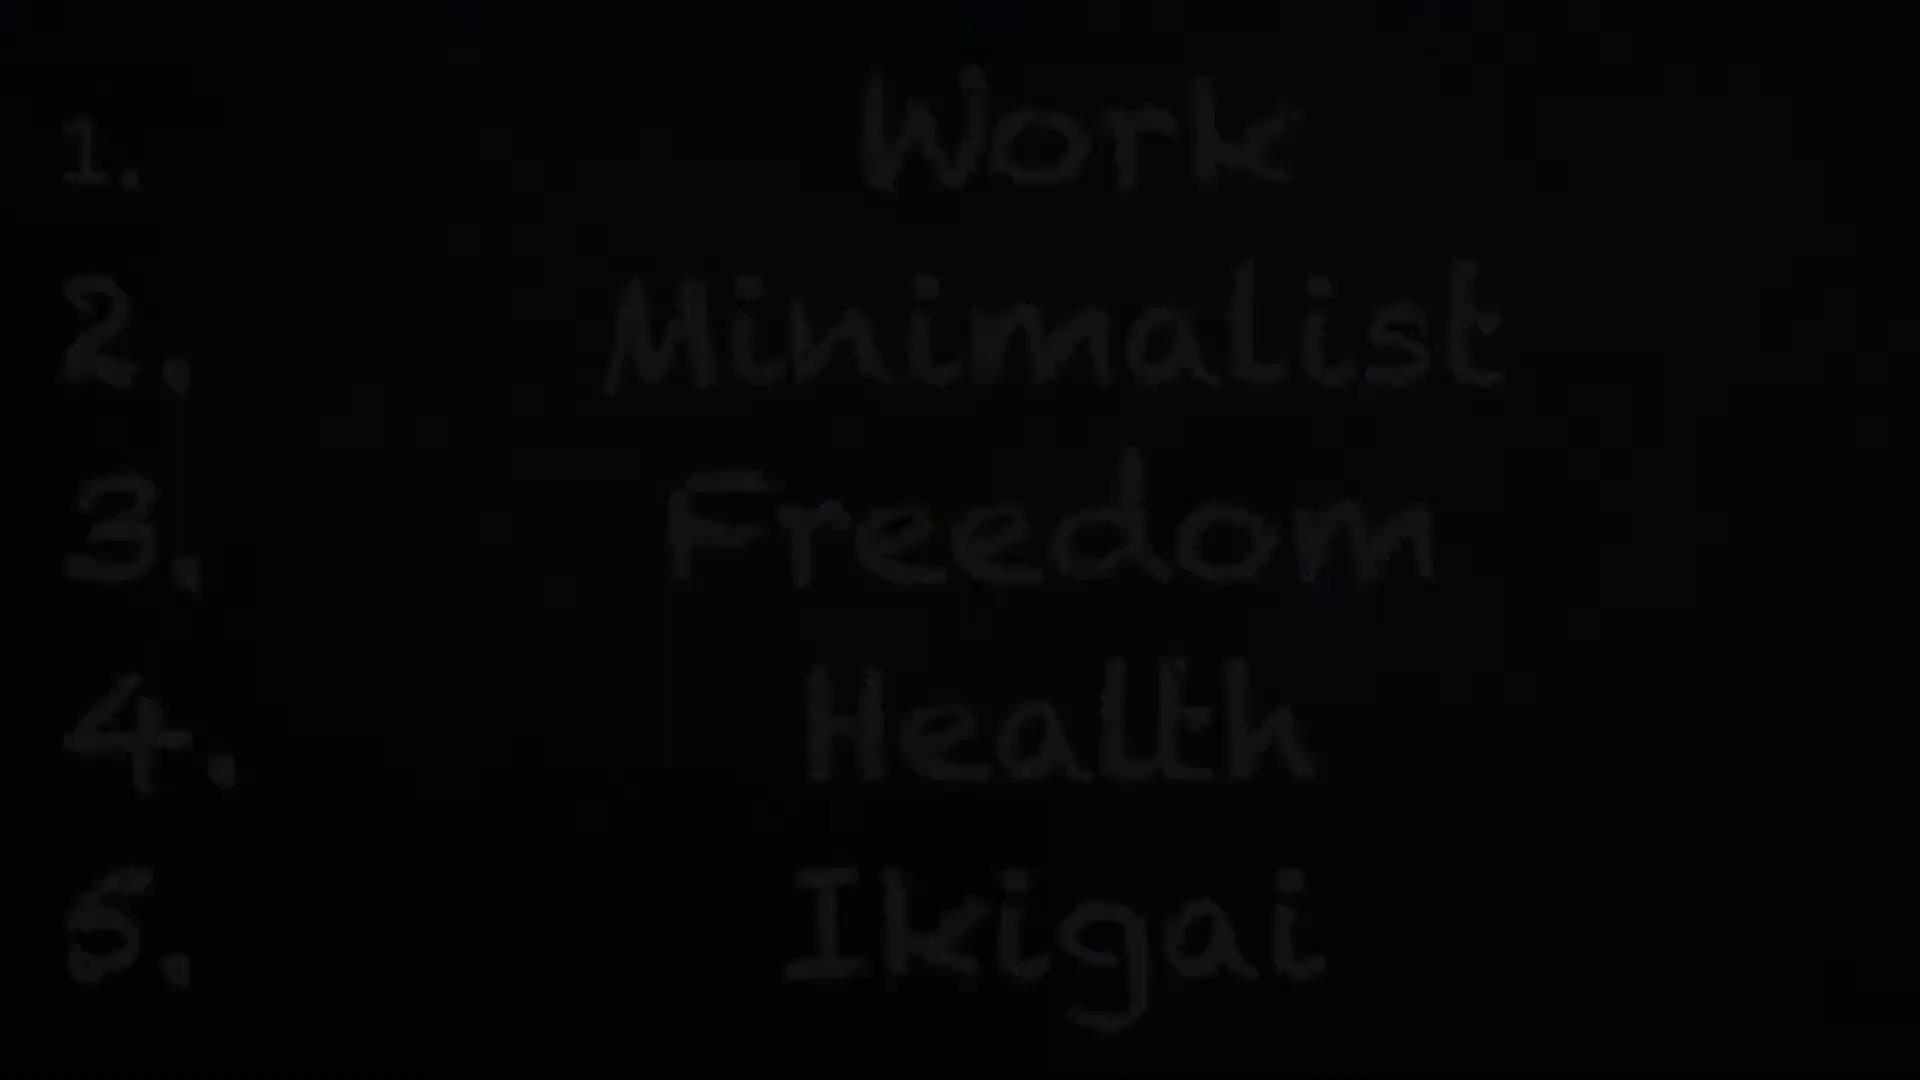 1. Work
2. Minimalist
3. Freedom
4. Health
5. Ikigai